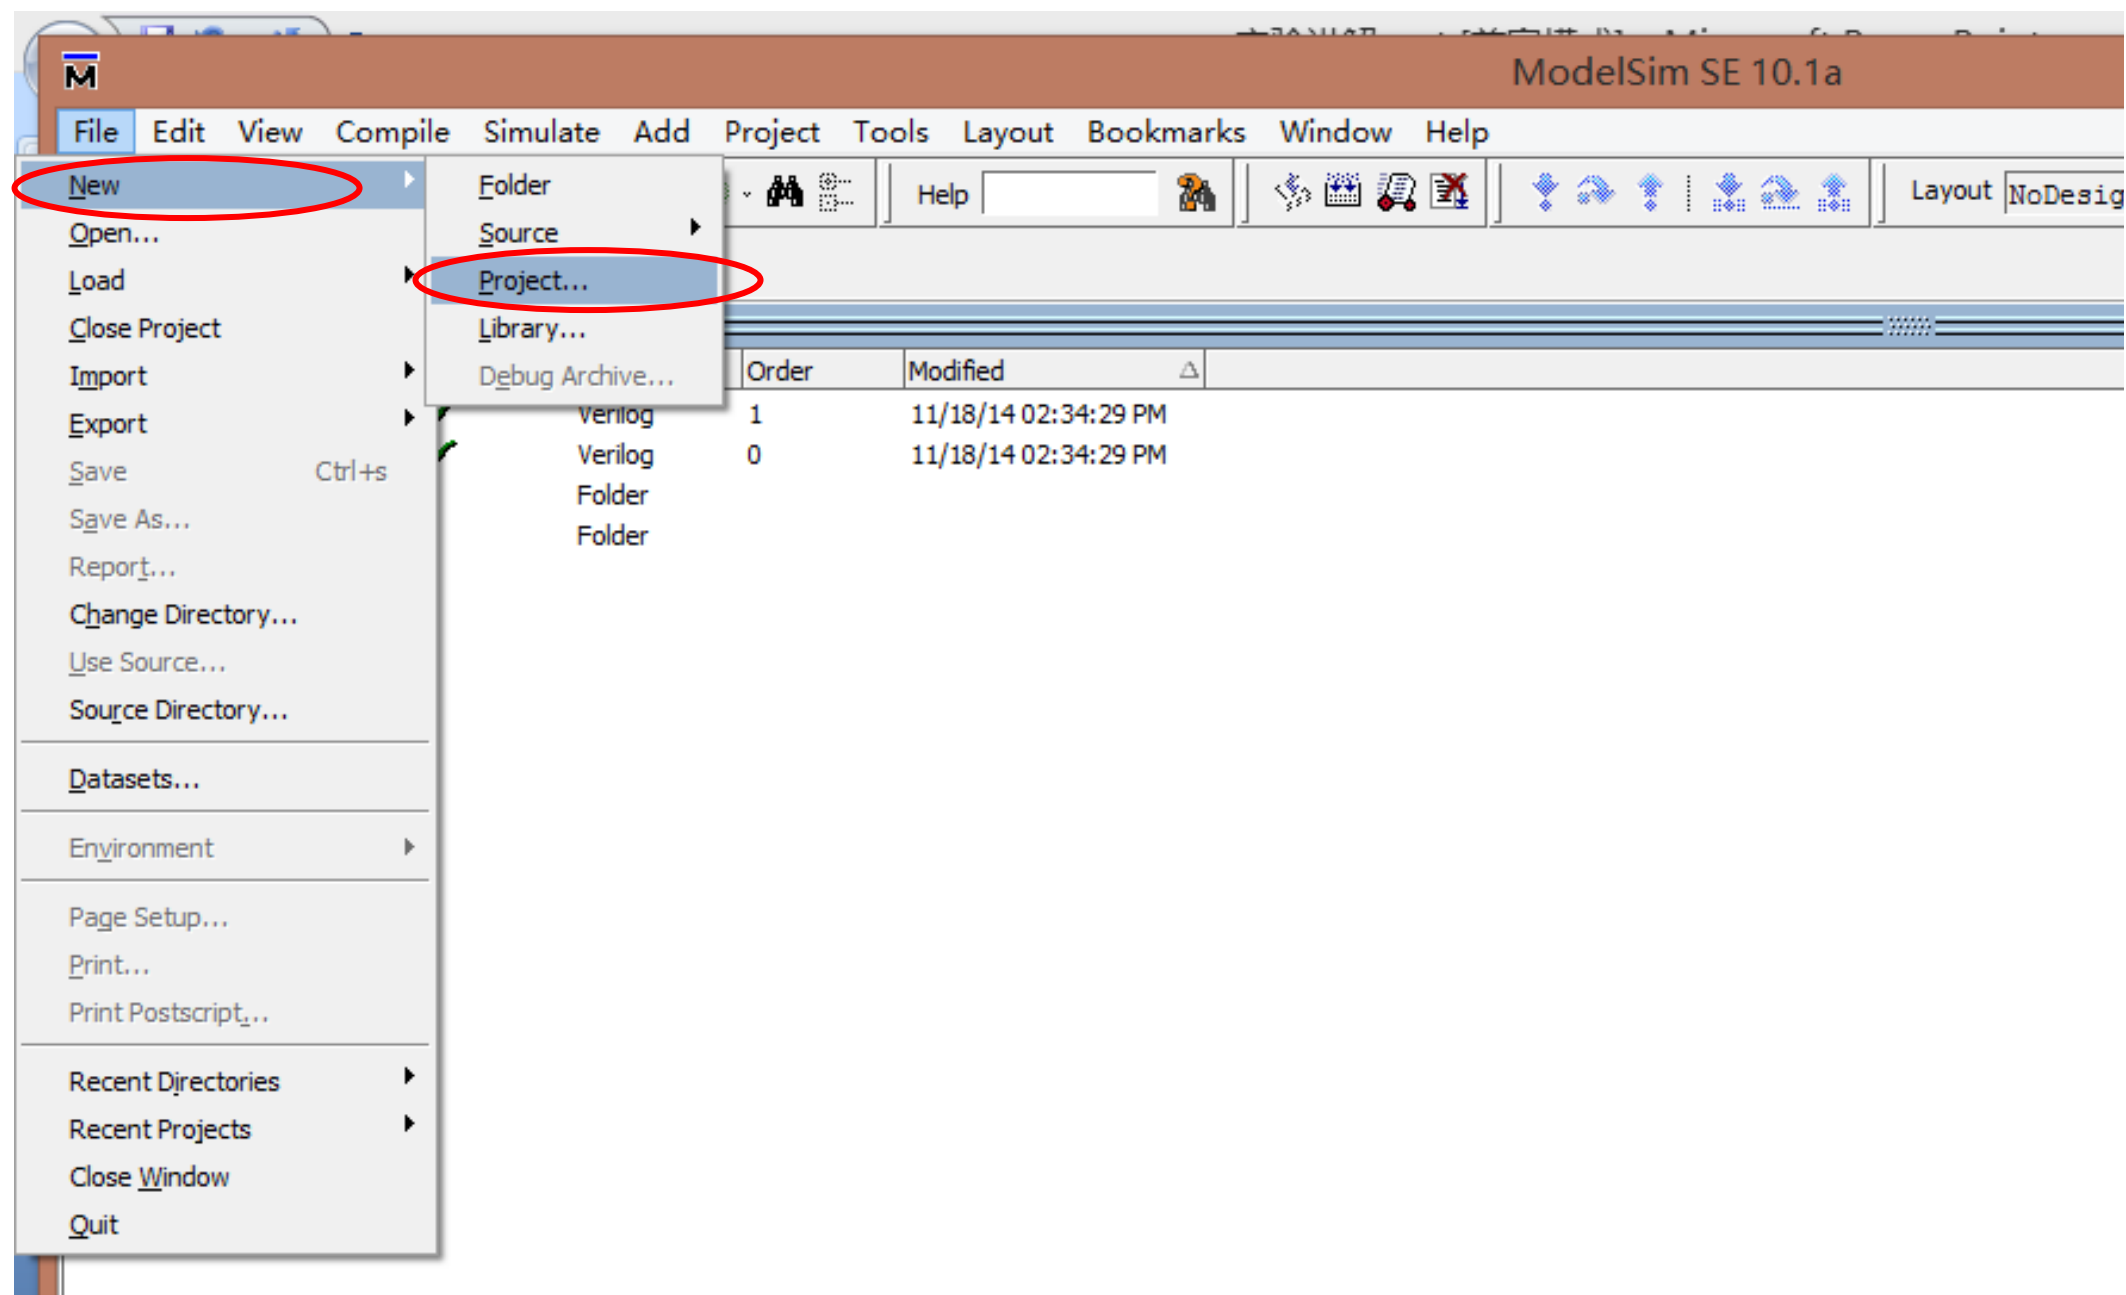 ModelSim SE 10.1a
File Edit View Compile Simulate Add Project Tools Layout Bookmarks Window Help
New
Open...
Load
Close Project
Import
Export
Save Ctrl+s
Save As...
Report...
Change Directory...
Use Source...
Source Directory...
Datasets...
Environment
Page Setup...
Print...
Print Postscript...
Recent Directories
Recent Projects
Close Window
Quit
Folder
Source
Project...
Library...
Debug Archive...
Help
Layout NoDesig
Order Modified
Verilog 1 11/18/14 02:34:29 PM
Verilog 0 11/18/14 02:34:29 PM
Folder
Folder